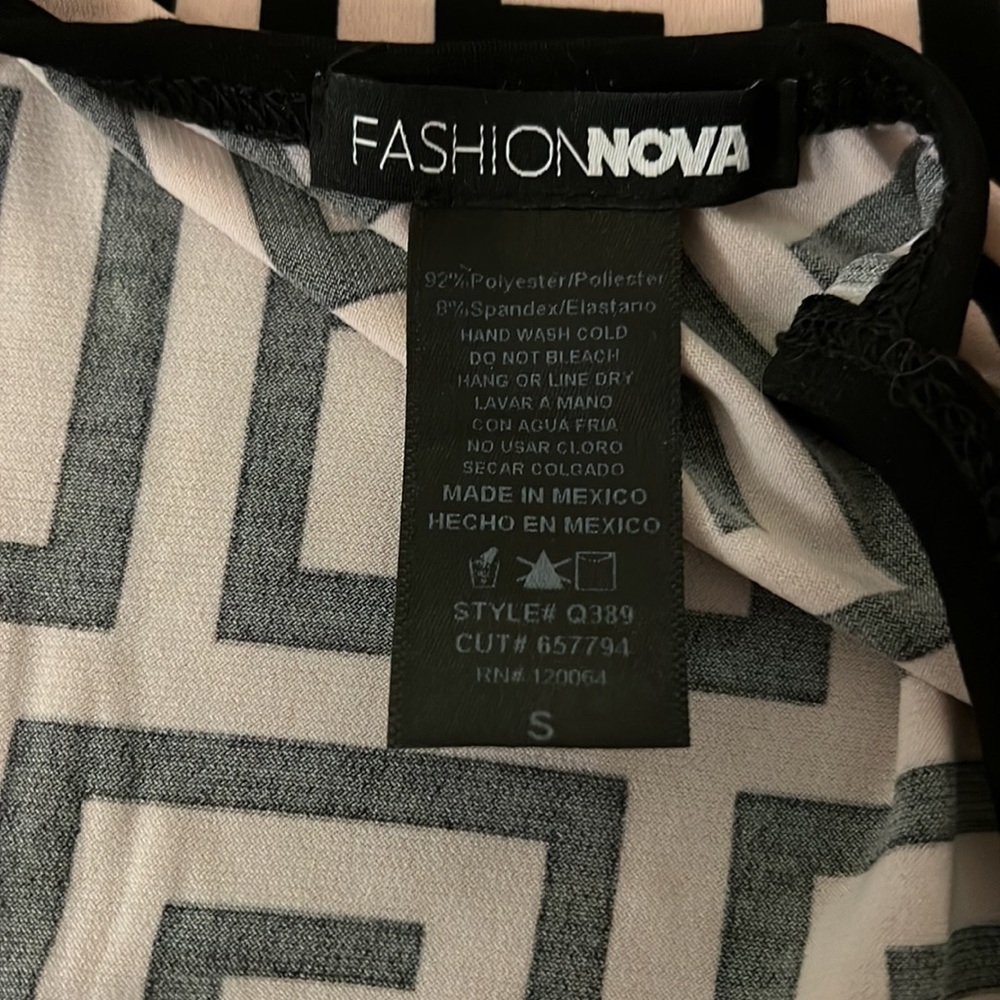 FASHIONNOVA
92% Polyester/Poliester
8% Spandex/Elastano
HAND WASH COLD
DO NOT BLEACH
HANG OR LINE DRY
LAVAR A MANO
CON AGUA FRIA
NO USAR CLORO
SECAR COLGADO
MADE IN MEXICO
HECHO EN MEXICO
STYLE# Q389
CUT# 657794
RN# 120064
S